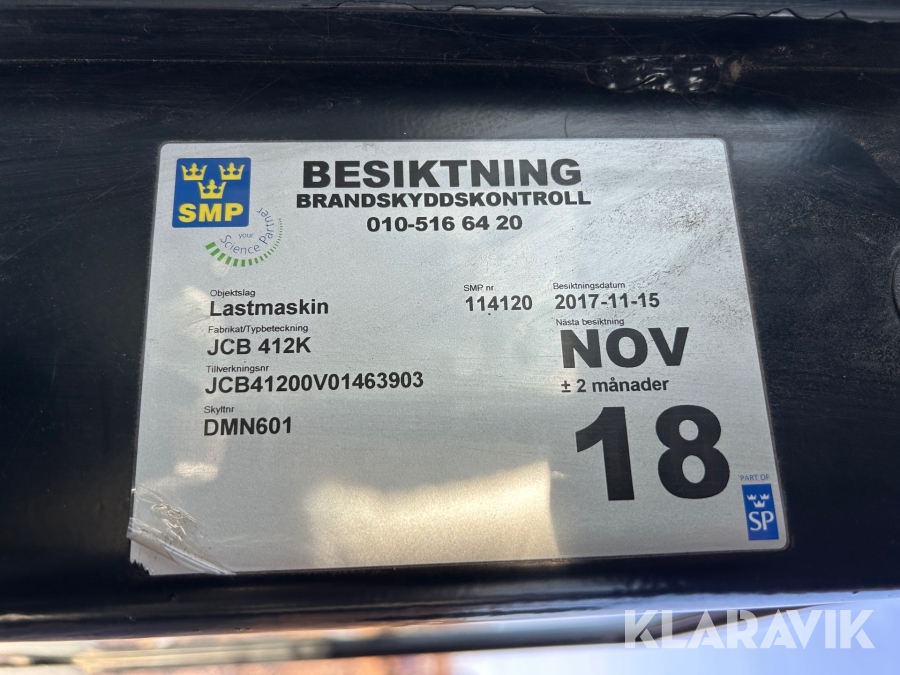 SMP
your
Science Partner
BESIKTNING
BRANDSKYDDSKONTROLL
010-516 64 20
Objektslag
Lastmaskin
SMP nr
114120
Besiktningsdatum
2017-11-15
Fabrikat/Typbeteckning
JCB 412K
Nästa besiktning
NOV
± 2 månader
18
Tillverkningsnr
JCB41200V01463903
Skyltnr
DMN601
PART OF
SP
KLARAVIK